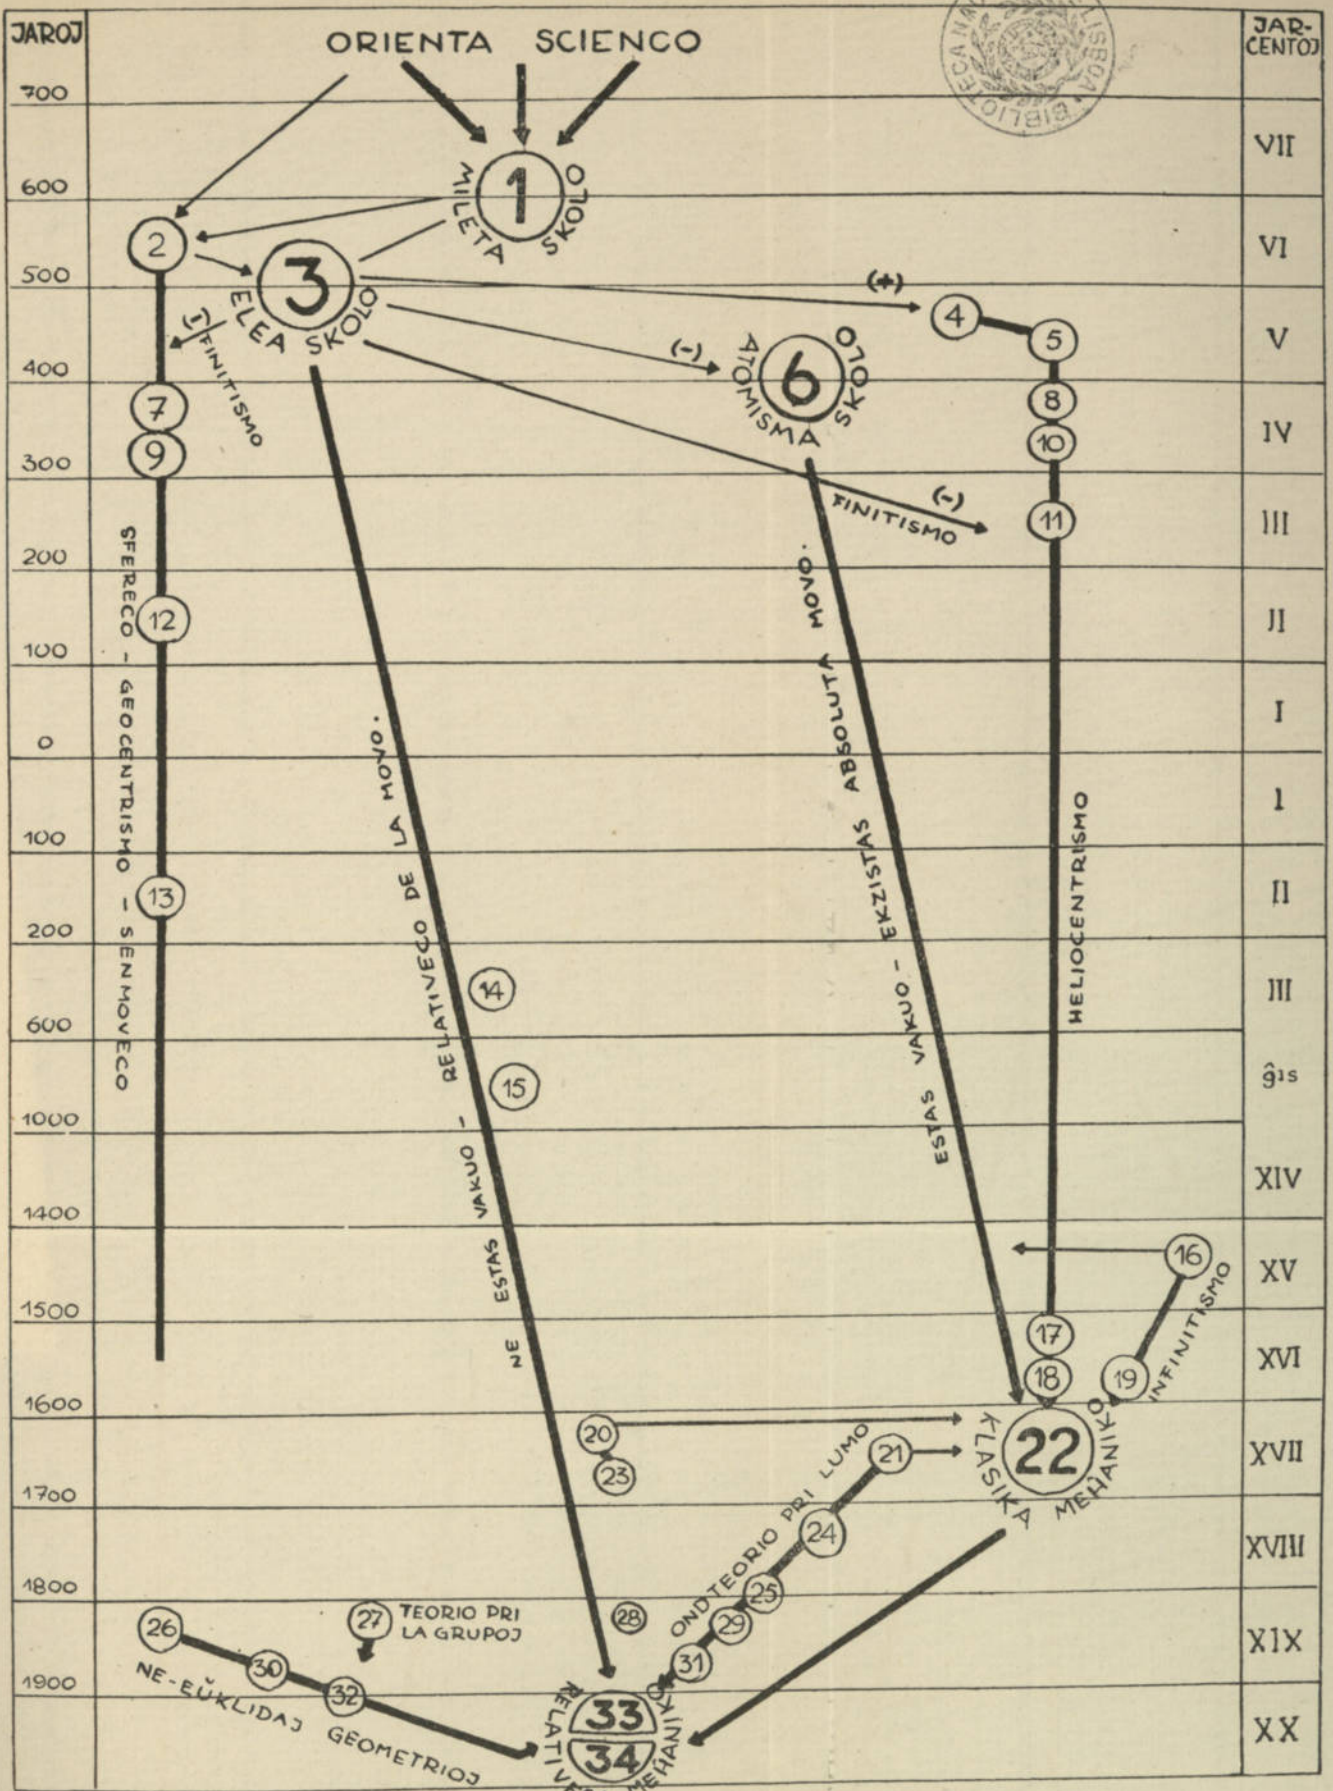 JAROJ
ORIENTA SCIENCO
JAR-
CENTOJ
BIBLIOTECA NACIONAL LISBOA
700
VII
600
1
MILETA SKOLO
2
VI
500
3
ELEA SKOLO
(+)
4
5
V
(-)
FINITISMO
(-)
6
ATOMISMA SKOLO
400
7
8
IV
9
10
300
(-)
FINITISMO
11
III
200
12
II
100
I
0
I
100
13
II
200
14
III
600
15
ĝis
1000
XIV
1400
16
XV
1500
17
18
19
XVI
1600
20
21
22
KLASIKA MEĤANIKO
XVII
23
1700
24
XVIII
1800
25
26
27
TEORIO PRI
LA GRUPOJ
28
29
XIX
30
31
32
1900
33
34
XX
SFERECO - GEOCENTRISMO - SENMOVECO
NE ESTAS VAKUO - RELATIVECO DE LA MOVO.
ESTAS VAKUO - EKZISTAS ABSOLUTA MOVO.
HELIOCENTRISMO
INFINITISMO
ONDTEORIO PRI LUMO
NE-EŬKLIDAJ GEOMETRIOJ
MEĤANIKO